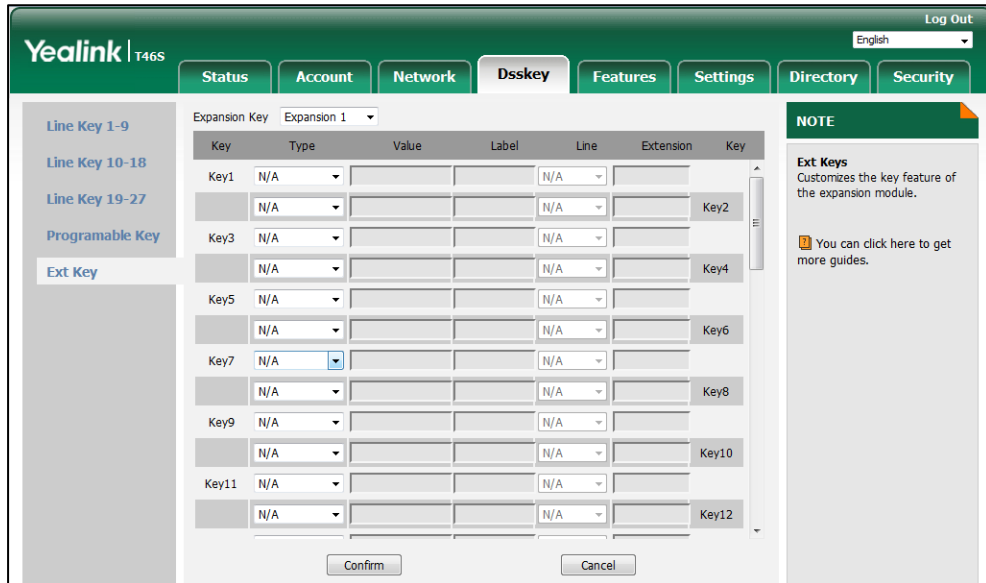 Log Out
Yealink | T46S
English
Status Account Network Dsskey Features Settings Directory Security
Line Key 1-9
Line Key 10-18
Line Key 19-27
Programable Key
Ext Key
Expansion Key Expansion 1
Key Type Value Label Line Extension Key
Key1 N/A N/A
N/A N/A Key2
Key3 N/A N/A
N/A N/A Key4
Key5 N/A N/A
N/A N/A Key6
Key7 N/A N/A
N/A N/A Key8
Key9 N/A N/A
N/A N/A Key10
Key11 N/A N/A
N/A N/A Key12
Confirm Cancel
NOTE
Ext Keys
Customizes the key feature of
the expansion module.
? You can click here to get
more guides.